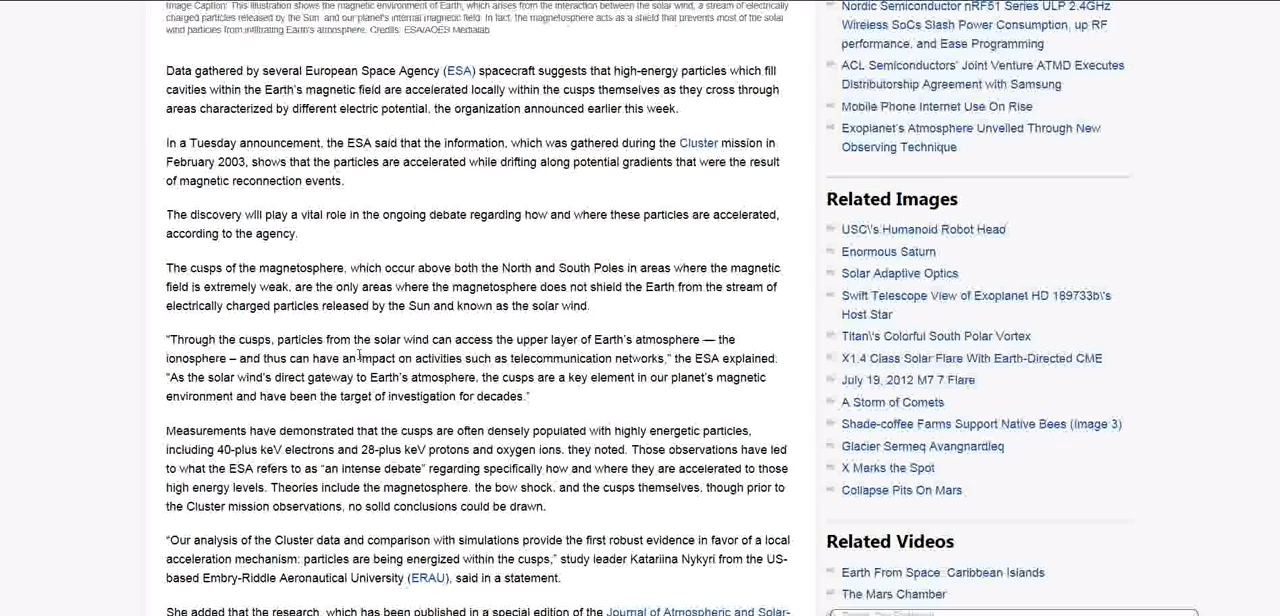 Image Caption: This illustration shows the magnetic environment of Earth, which arises from the interaction between the solar wind, a stream of electrically
charged particles released by the Sun, and our planet's internal magnetic field. In fact, the magnetosphere acts as a shield that prevents most of the solar
wind particles from infiltrating Earth's atmosphere. Credits: ESA/AOES Medialab
Data gathered by several European Space Agency (ESA) spacecraft suggests that high-energy particles which fill
cavities within the Earth's magnetic field are accelerated locally within the cusps themselves as they cross through
areas characterized by different electric potential, the organization announced earlier this week.
In a Tuesday announcement, the ESA said that the information, which was gathered during the Cluster mission in
February 2003, shows that the particles are accelerated while drifting along potential gradients that were the result
of magnetic reconnection events.
The discovery will play a vital role in the ongoing debate regarding how and where these particles are accelerated,
according to the agency.
The cusps of the magnetosphere, which occur above both the North and South Poles in areas where the magnetic
field is extremely weak, are the only areas where the magnetosphere does not shield the Earth from the stream of
electrically charged particles released by the Sun and known as the solar wind.
“Through the cusps, particles from the solar wind can access the upper layer of Earth's atmosphere — the
ionosphere – and thus can have an impact on activities such as telecommunication networks,” the ESA explained.
“As the solar wind's direct gateway to Earth's atmosphere, the cusps are a key element in our planet's magnetic
environment and have been the target of investigation for decades.”
Measurements have demonstrated that the cusps are often densely populated with highly energetic particles,
including 40-plus keV electrons and 28-plus keV protons and oxygen ions, they noted. Those observations have led
to what the ESA refers to as “an intense debate” regarding specifically how and where they are accelerated to those
high energy levels. Theories include the magnetosphere, the bow shock, and the cusps themselves, though prior to
the Cluster mission observations, no solid conclusions could be drawn.
“Our analysis of the Cluster data and comparison with simulations provide the first robust evidence in favor of a local
acceleration mechanism: particles are being energized within the cusps,” study leader Katariina Nykyri from the US-
based Embry-Riddle Aeronautical University (ERAU), said in a statement.
She added that the research, which has been published in a special edition of the Journal of Atmospheric and Solar-
Nordic Semiconductor nRF51 Series ULP 2.4GHz
Wireless SoCs Slash Power Consumption, up RF
performance, and Ease Programming
ACL Semiconductors' Joint Venture ATMD Executes
Distributorship Agreement with Samsung
Mobile Phone Internet Use On Rise
Exoplanet's Atmosphere Unveiled Through New
Observing Technique
Related Images
USC\'s Humanoid Robot Head
Enormous Saturn
Solar Adaptive Optics
Swift Telescope View of Exoplanet HD 189733b\'s
Host Star
Titan\'s Colorful South Polar Vortex
X1.4 Class Solar Flare With Earth-Directed CME
July 19, 2012 M7 7 Flare
A Storm of Comets
Shade-coffee Farms Support Native Bees (Image 3)
Glacier Sermeq Avangnardleq
X Marks the Spot
Collapse Pits On Mars
Related Videos
Earth From Space: Caribbean Islands
The Mars Chamber